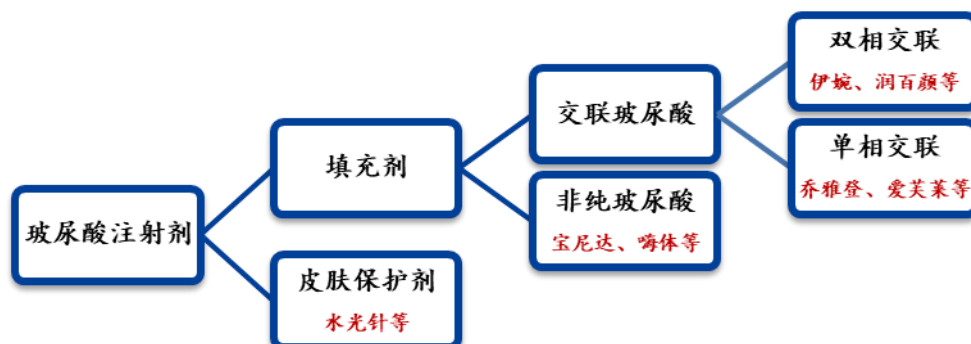 双相交联
伊婉、润百颜等
交联玻尿酸
填充剂
单相交联
乔雅登、爱芙莱等
非纯玻尿酸
宝尼达、嗨体等
玻尿酸注射剂
皮肤保护剂
水光针等